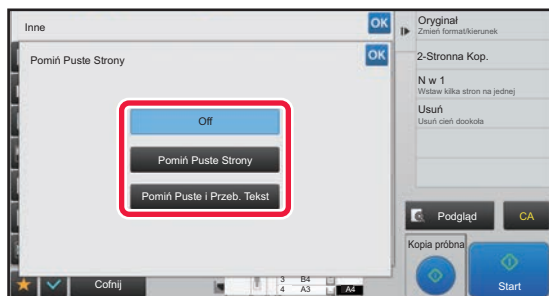 Inne
OK
Pomiń Puste Strony
OK
Off
Pomiń Puste Strony
Pomiń Puste i Przeb. Tekst
Oryginał
Zmień format/kierunek
2-Stronna Kop.
N w 1
Wstaw kilka stron na jednej
Usuń
Usuń cień dookoła
Podgląd
CA
Kopia próbna
Start
Cofnij
3 B4
4 A3
A4